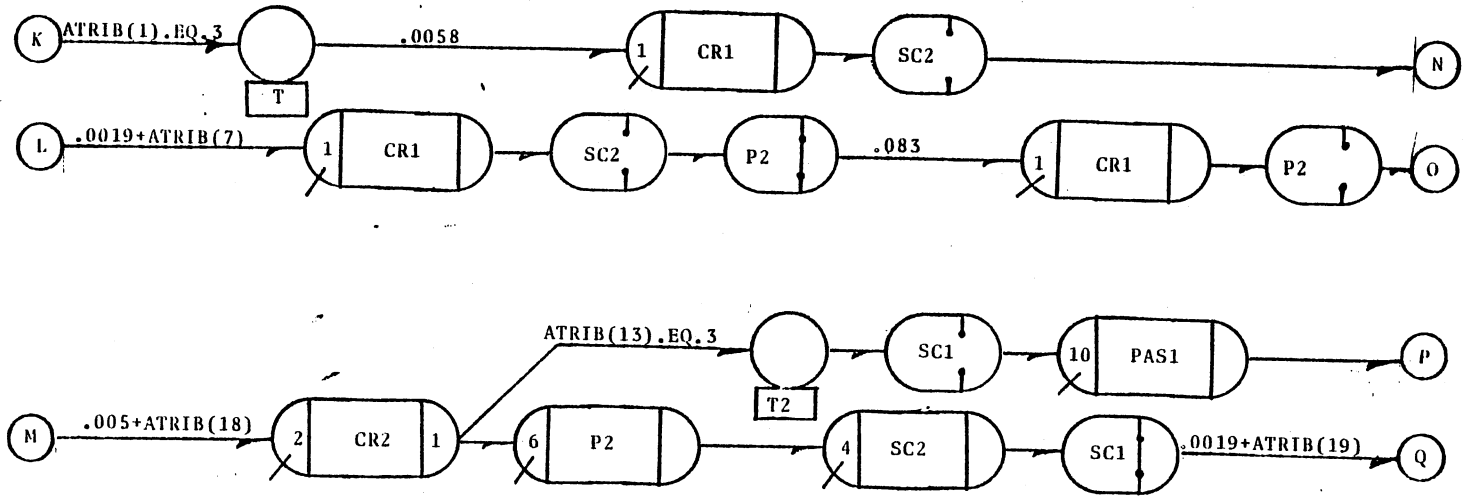 K ATRIB(1).EQ.3 .0058 1 CR1 SC2 N
T
L .0019+ATRIB(7) 1 CR1 SC2 P2 .083 1 CR1 P2 O
ATRIB(13).EQ.3 SC1 10 PAS1 P
T2
M .005+ATRIB(18) 2 CR2 1 6 P2 4 SC2 SC1 .0019+ATRIB(19) Q